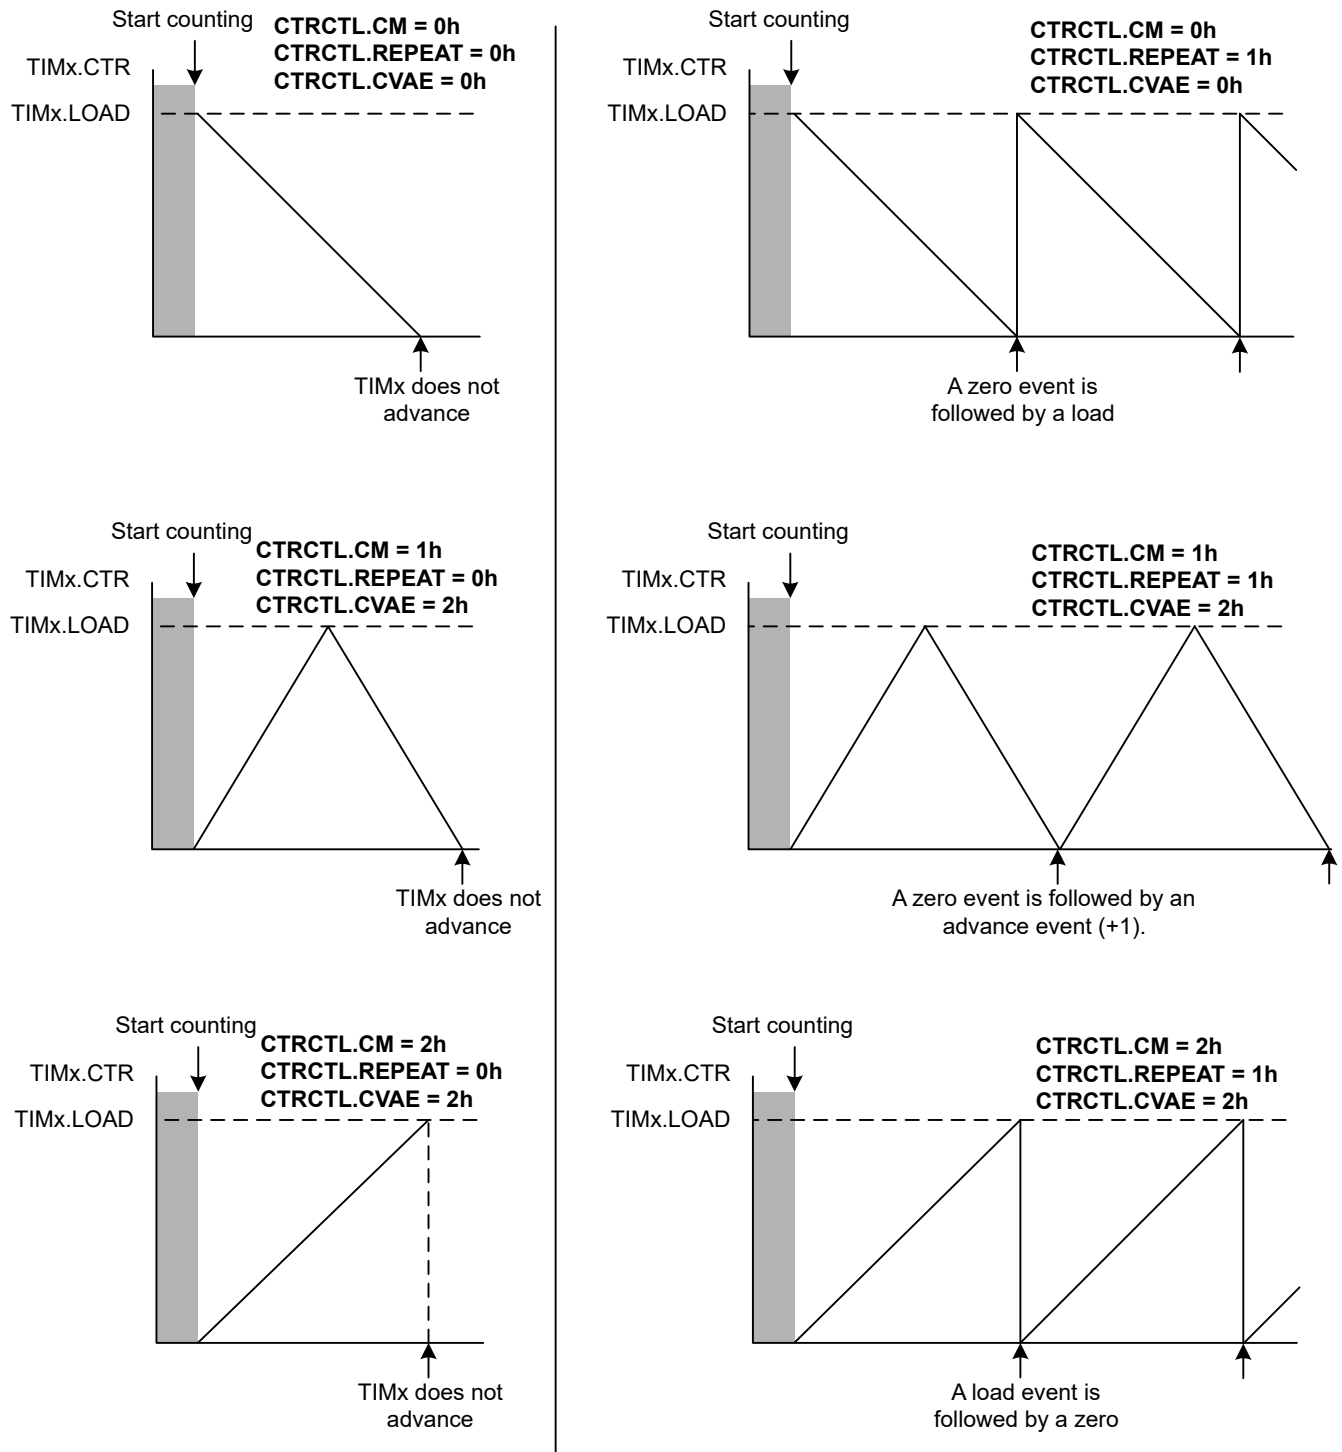 Start counting
CTRCTL.CM = 0h
CTRCTL.REPEAT = 0h
CTRCTL.CVAE = 0h
TIMx.CTR
TIMx.LOAD
TIMx does not
advance
Start counting
CTRCTL.CM = 0h
CTRCTL.REPEAT = 1h
CTRCTL.CVAE = 0h
TIMx.CTR
TIMx.LOAD
A zero event is
followed by a load
Start counting
CTRCTL.CM = 1h
CTRCTL.REPEAT = 0h
CTRCTL.CVAE = 2h
TIMx.CTR
TIMx.LOAD
TIMx does not
advance
Start counting
CTRCTL.CM = 1h
CTRCTL.REPEAT = 1h
CTRCTL.CVAE = 2h
TIMx.CTR
TIMx.LOAD
A zero event is followed by an
advance event (+1).
Start counting
CTRCTL.CM = 2h
CTRCTL.REPEAT = 0h
CTRCTL.CVAE = 2h
TIMx.CTR
TIMx.LOAD
TIMx does not
advance
Start counting
CTRCTL.CM = 2h
CTRCTL.REPEAT = 1h
CTRCTL.CVAE = 2h
TIMx.CTR
TIMx.LOAD
A load event is
followed by a zero